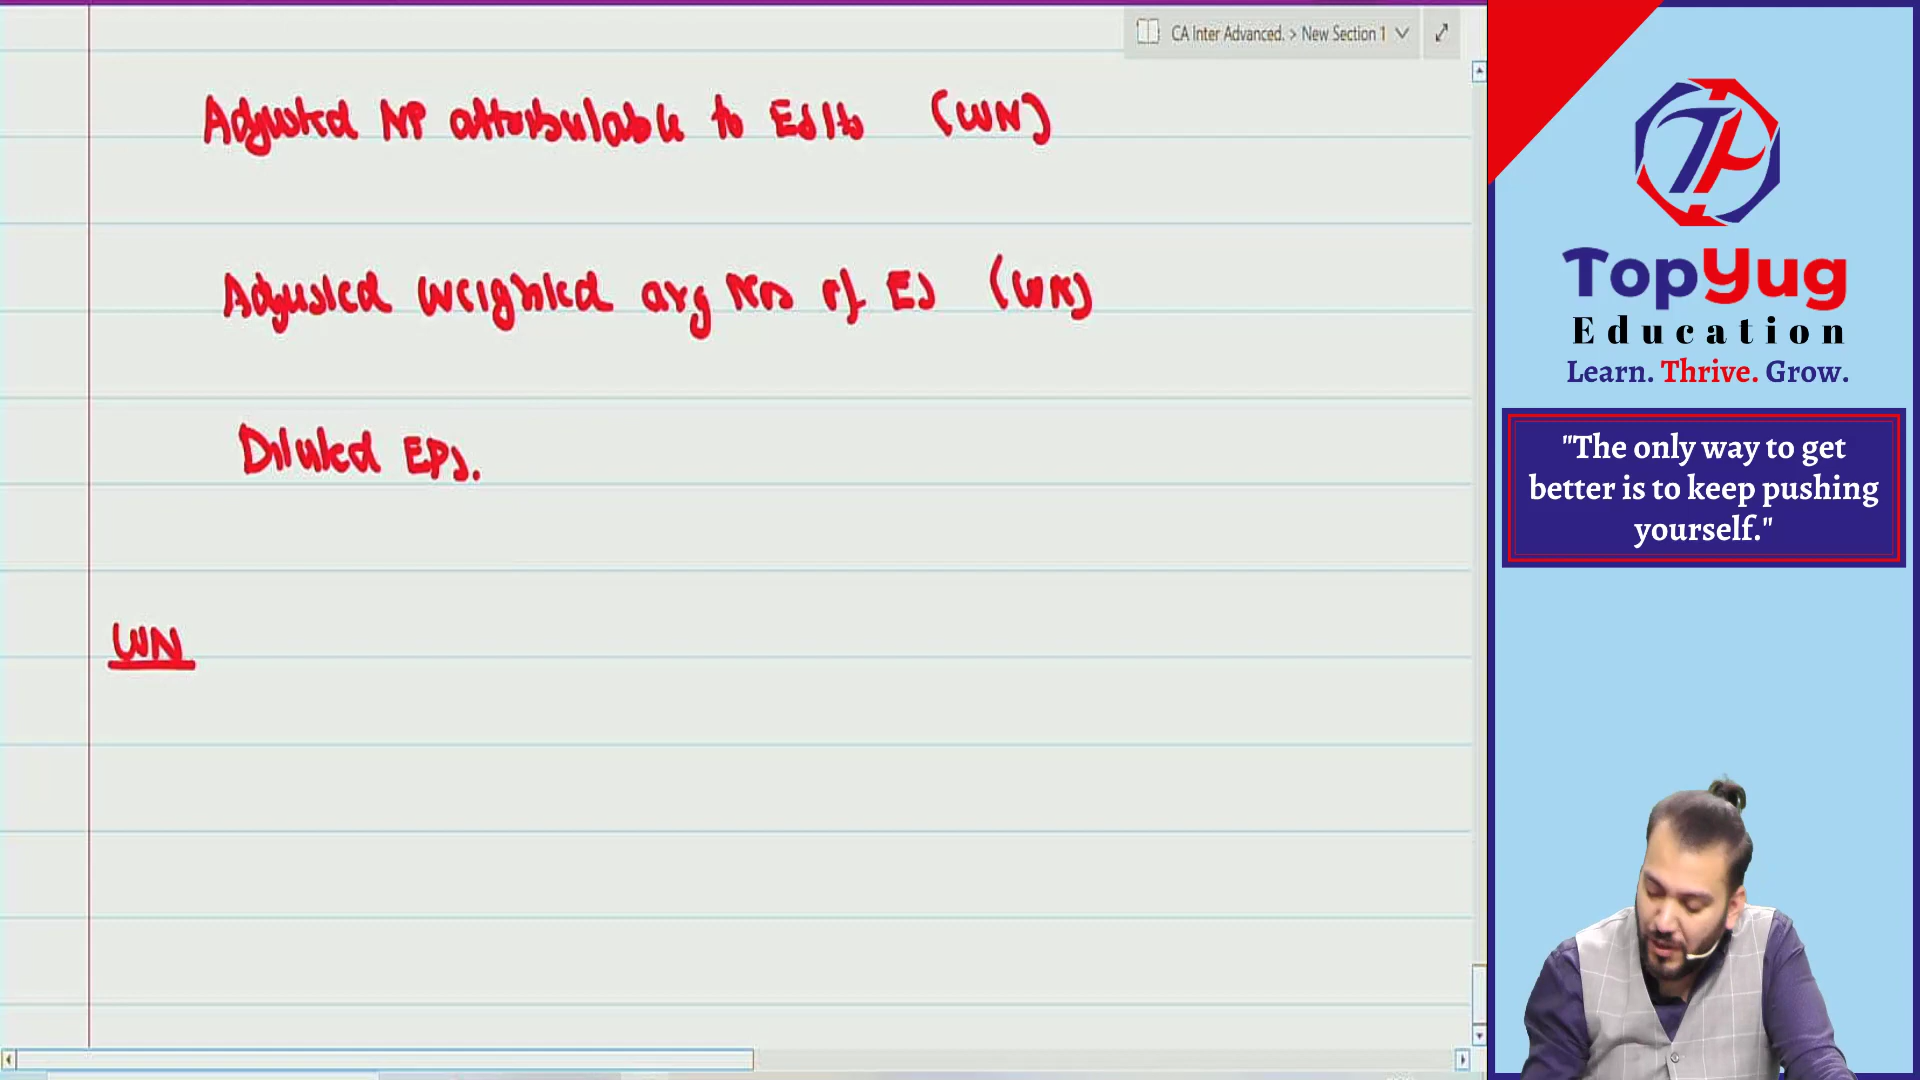 CA Inter Advanced. > New Section 1
Adjusted NP attributable to ESHs (WN)
Adjusted weighted avg Nos of ES (WN)
Diluted EPS.
WN
TopYug
Education
Learn. Thrive. Grow.
"The only way to get
better is to keep pushing
yourself."